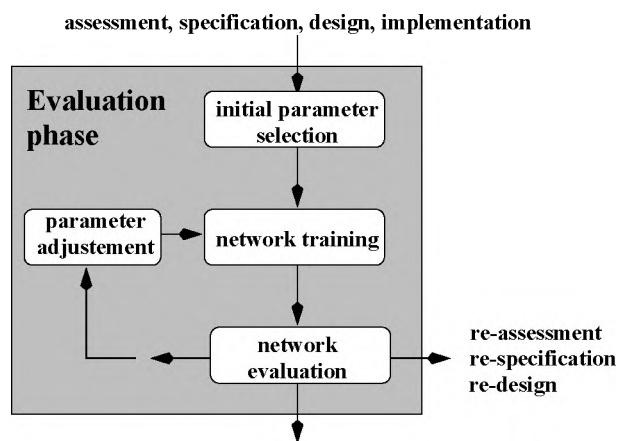 assessment, specification, design, implementation
Evaluation
phase
initial parameter
selection
parameter
adjustement
network training
network
evaluation
re-assessment
re-specification
re-design